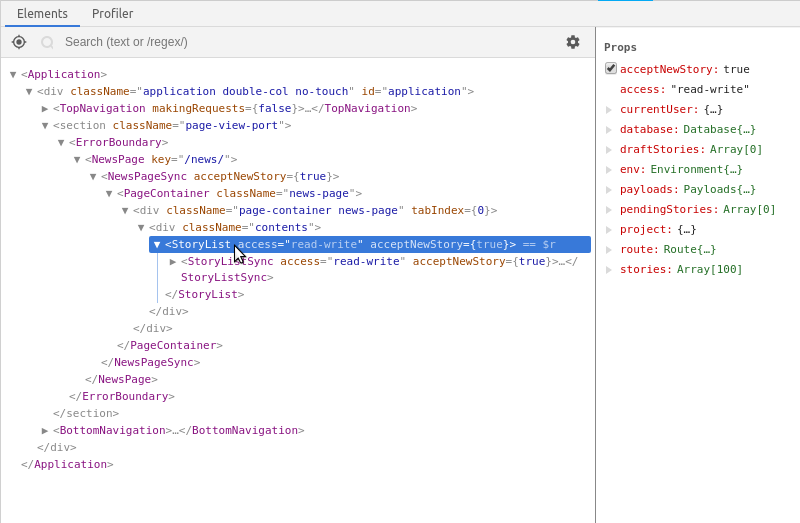 Elements Profiler
Search (text or /regex/)
▼ <Application>
▼ <div className="application double-col no-touch" id="application">
▶ <TopNavigation makingRequests={false}>…</TopNavigation>
▼ <section className="page-view-port">
▼ <ErrorBoundary>
▼ <NewsPage key="/news/">
▼ <NewsPageSync acceptNewStory={true}>
▼ <PageContainer className="news-page">
▼ <div className="page-container news-page" tabIndex={0}>
▼ <div className="contents">
▼ <StoryList access="read-write" acceptNewStory={true}> == $r
▶ <StoryListSync access="read-write" acceptNewStory={true}>…</
StoryListSync>
</StoryList>
</div>
</div>
</PageContainer>
</NewsPageSync>
</NewsPage>
</ErrorBoundary>
</section>
▶ <BottomNavigation>…</BottomNavigation>
</div>
</Application>
Props
acceptNewStory: true
access: "read-write"
▶ currentUser: {…}
▶ database: Database{…}
▶ draftStories: Array[0]
▶ env: Environment{…}
▶ payloads: Payloads{…}
▶ pendingStories: Array[0]
▶ project: {…}
▶ route: Route{…}
▶ stories: Array[100]